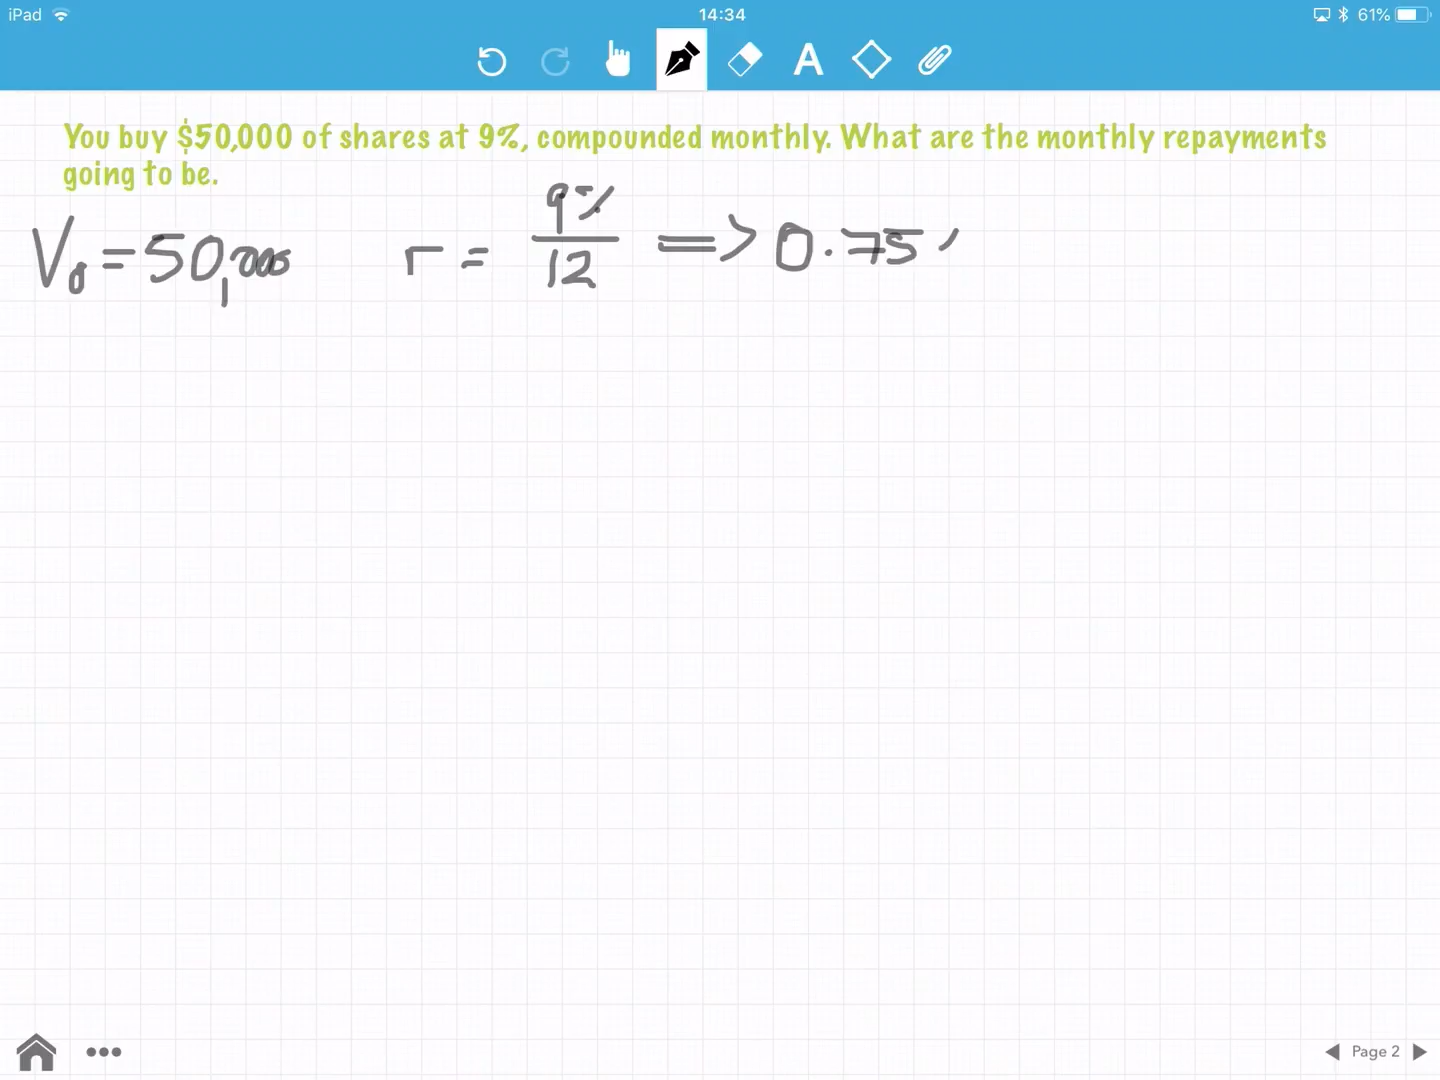 iPad 14:34 61%
A
You buy $50,000 of shares at 9%, compounded monthly. What are the monthly repayments
going to be.
V₀ = 50,000 r = 9%/12 => 0.75
Page 2